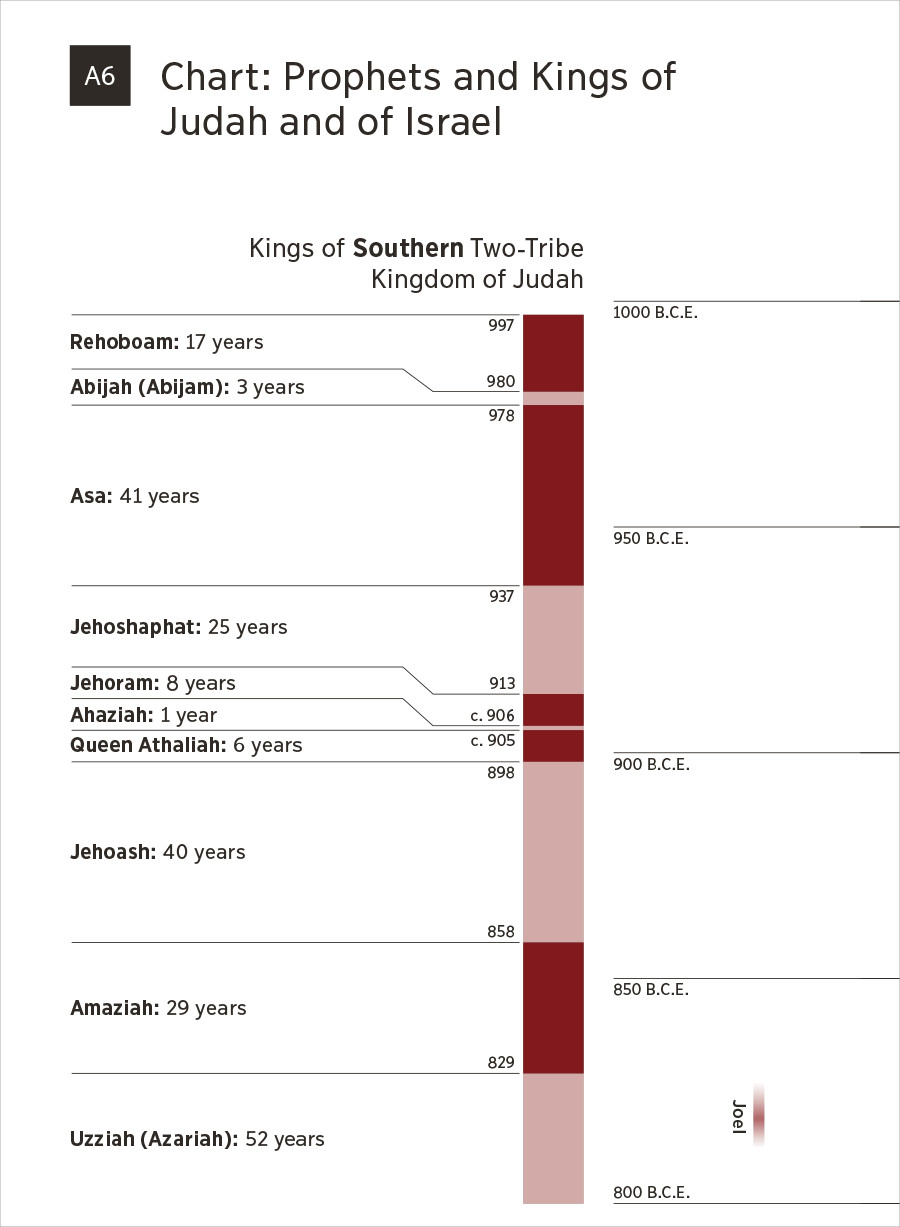 A6
Chart: Prophets and Kings of
Judah and of Israel
Kings of Southern Two-Tribe
Kingdom of Judah
1000 B.C.E.
997
Rehoboam: 17 years
980
Abijah (Abijam): 3 years
978
Asa: 41 years
950 B.C.E.
937
Jehoshaphat: 25 years
913
Jehoram: 8 years
c. 906
Ahaziah: 1 year
c. 905
Queen Athaliah: 6 years
900 B.C.E.
898
Jehoash: 40 years
858
850 B.C.E.
Amaziah: 29 years
829
Joel
Uzziah (Azariah): 52 years
800 B.C.E.